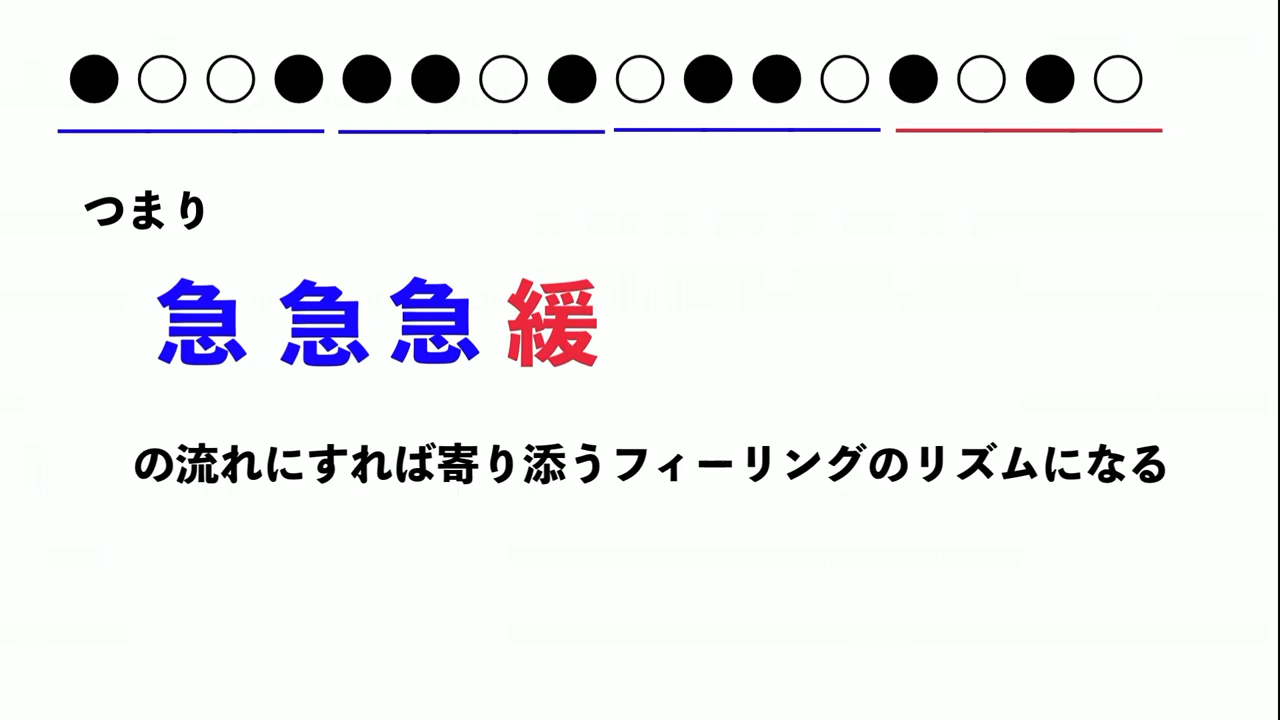 つまり
急急急緩
の流れにすれば寄り添うフィーリングのリズムになる